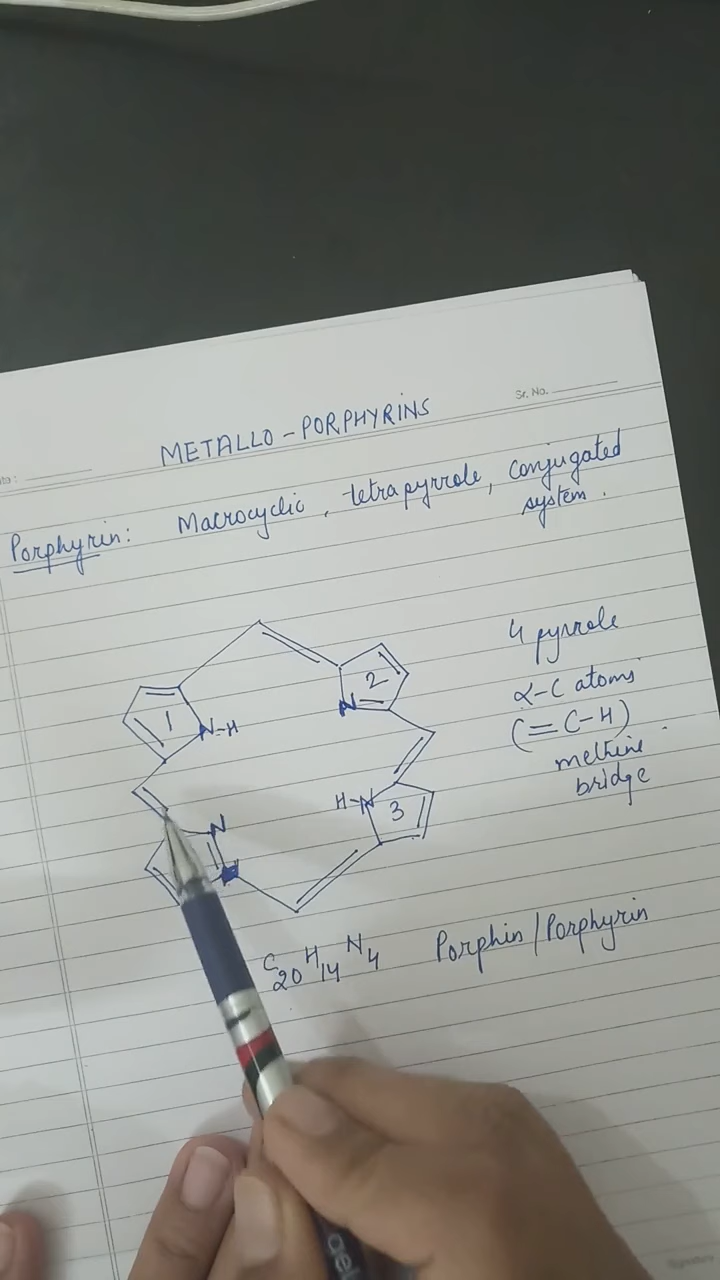 Sr. No.
METALLO-PORPHYRINS
Porphyrin: Macrocyclic, tetrapyrrole, conjugated
system.
4 pyrrole
α-C atoms
(=C-H)
methine
bridge
1
N-H
2
N
H-N
3
N
C20H14N4 Porphin/Porphyrin